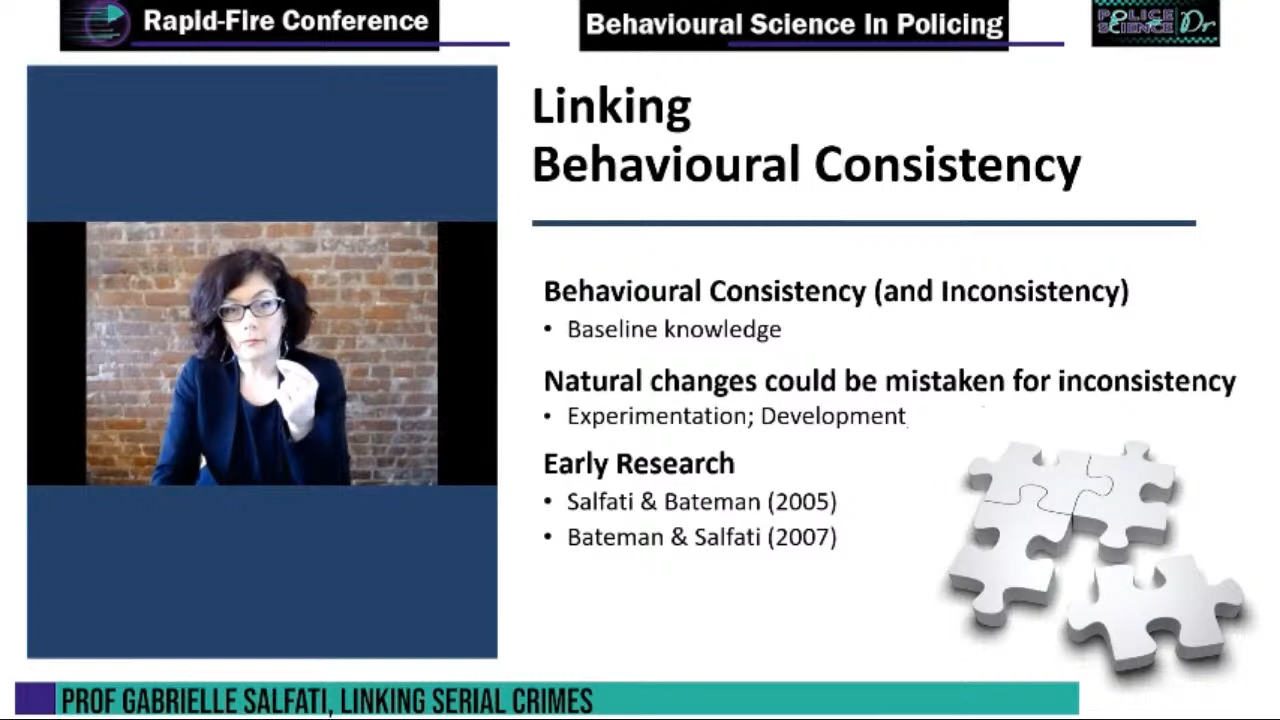 Rapid-Fire Conference
Behavioural Science In Policing
POLICE
SCIENCE Dr
Linking
Behavioural Consistency
Behavioural Consistency (and Inconsistency)
• Baseline knowledge
Natural changes could be mistaken for inconsistency
• Experimentation; Development
Early Research
• Salfati & Bateman (2005)
• Bateman & Salfati (2007)
PROF GABRIELLE SALFATI, LINKING SERIAL CRIMES